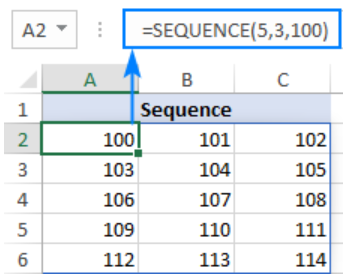 A2 =SEQUENCE(5,3,100)
A B C
1 Sequence
2 100 101 102
3 103 104 105
4 106 107 108
5 109 110 111
6 112 113 114